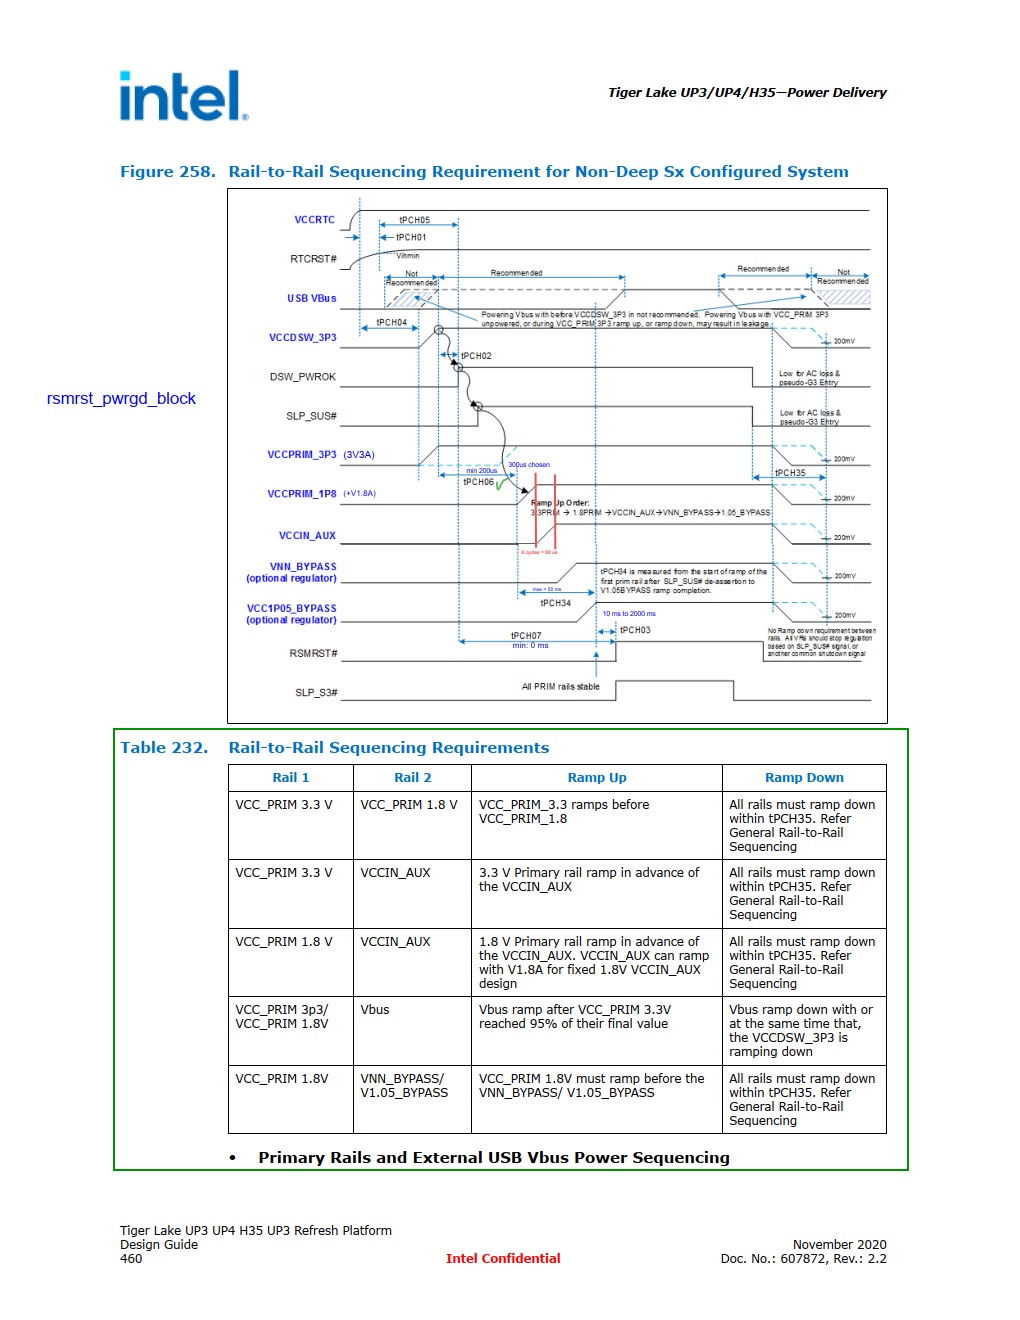 intel
Tiger Lake UP3/UP4/H35—Power Delivery
Figure 258. Rail-to-Rail Sequencing Requirement for Non-Deep Sx Configured System
VCCRTC
tPCH05
tPCH01
RTCRST#
Vihmin
Not
Recommended
Recommended
Recommended
Not
Recommended
USB VBus
Powering Vbus with before VCCDSW_3P3 in not recommended. Powering Vbus with VCC_PRIM 3P3
unpowered, or during VCC_PRIM 3P3 ramp up, or ramp down, may result in leakage.
tPCH04
VCCDSW_3P3
200mV
tPCH02
DSW_PWROK
Low for AC loss &
pseudo-G3 Entry
rsmrst_pwrgd_block
SLP_SUS#
Low for AC loss &
pseudo-G3 Entry
VCCPRIM_3P3 (3V3A)
200mV
300us chosen
min 200us
tPCH06
tPCH35
VCCPRIM_1P8 (+V1.8A)
200mV
Ramp Up Order:
3.3PRIM → 1.8PRIM →VCCIN_AUX→VNN_BYPASS→1.05_BYPASS
VCCIN_AUX
200mV
6 cycles = 60 us
VNN_BYPASS
(optional regulator)
tPCH34 is measured from the start of ramp of the
first prim rail after SLP_SUS# de-assertion to
V1.05BYPASS ramp completion.
200mV
max = 50 ms
tPCH34
VCC1P05_BYPASS
(optional regulator)
10 ms to 2000 ms
200mV
tPCH03
tPCH07
min: 0 ms
No Ramp down requirement between
rails. All VRs should stop regulation
based on SLP_SUS# signal, or
another common shutdown signal
RSMRST#
All PRIM rails stable
SLP_S3#
Table 232. Rail-to-Rail Sequencing Requirements
Rail 1 Rail 2 Ramp Up Ramp Down
VCC_PRIM 3.3 V VCC_PRIM 1.8 V VCC_PRIM_3.3 ramps before All rails must ramp down
VCC_PRIM_1.8 within tPCH35. Refer
General Rail-to-Rail
Sequencing
VCC_PRIM 3.3 V VCCIN_AUX 3.3 V Primary rail ramp in advance of All rails must ramp down
the VCCIN_AUX within tPCH35. Refer
General Rail-to-Rail
Sequencing
VCC_PRIM 1.8 V VCCIN_AUX 1.8 V Primary rail ramp in advance of All rails must ramp down
the VCCIN_AUX. VCCIN_AUX can ramp within tPCH35. Refer
with V1.8A for fixed 1.8V VCCIN_AUX General Rail-to-Rail
design Sequencing
VCC_PRIM 3p3/ Vbus Vbus ramp after VCC_PRIM 3.3V Vbus ramp down with or
VCC_PRIM 1.8V reached 95% of their final value at the same time that,
the VCCDSW_3P3 is
ramping down
VCC_PRIM 1.8V VNN_BYPASS/ VCC_PRIM 1.8V must ramp before the All rails must ramp down
V1.05_BYPASS VNN_BYPASS/ V1.05_BYPASS within tPCH35. Refer
General Rail-to-Rail
Sequencing
• Primary Rails and External USB Vbus Power Sequencing
Tiger Lake UP3 UP4 H35 UP3 Refresh Platform
Design Guide November 2020
460 Intel Confidential Doc. No.: 607872, Rev.: 2.2